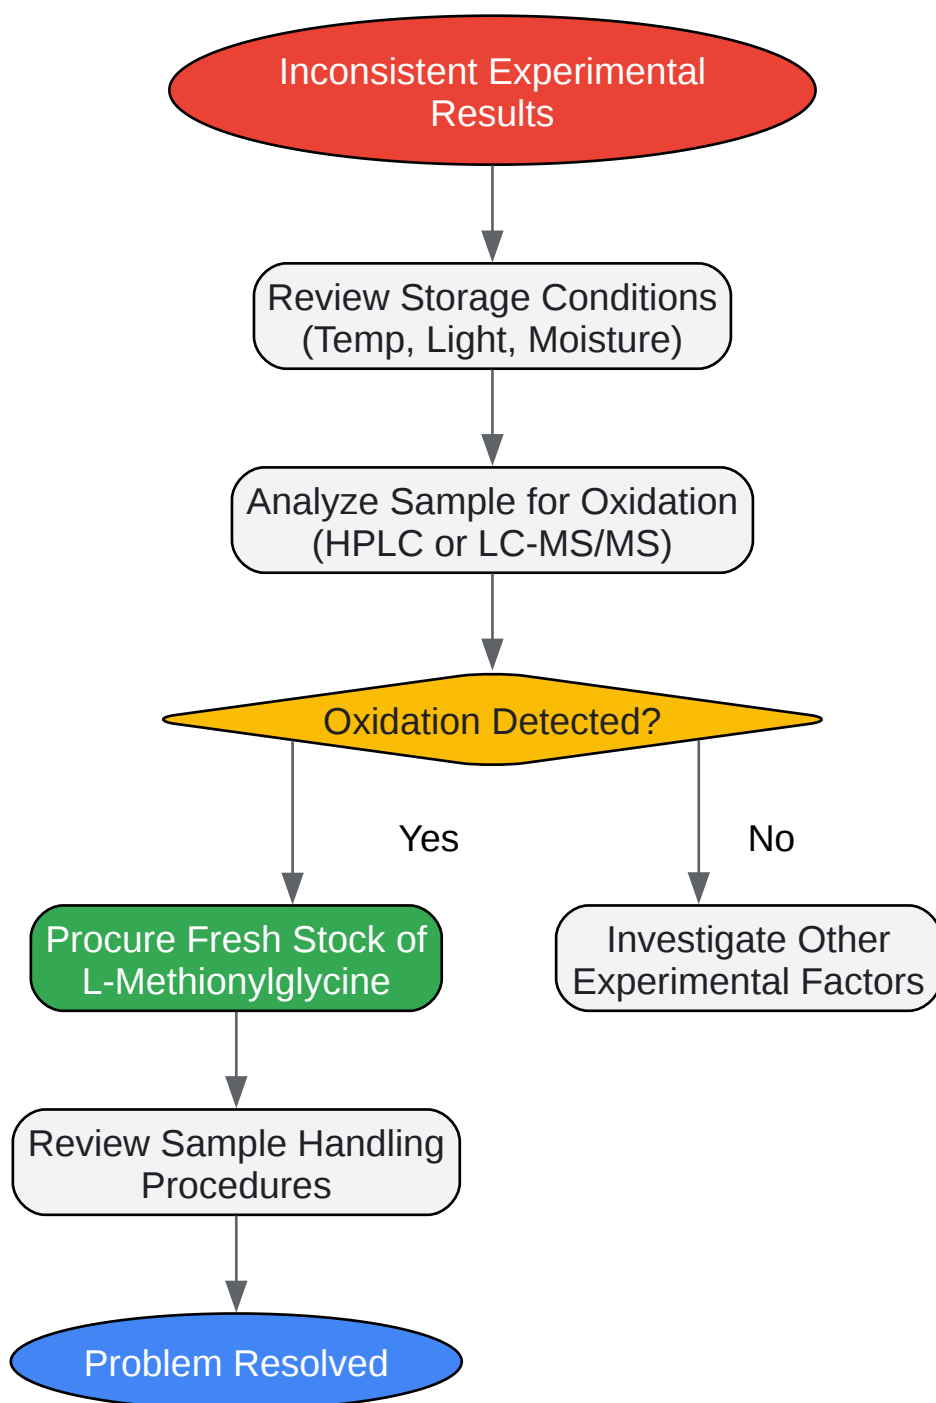 Inconsistent Experimental
Results
Review Storage Conditions
(Temp, Light, Moisture)
Analyze Sample for Oxidation
(HPLC or LC-MS/MS)
Oxidation Detected?
Yes
No
Procure Fresh Stock of
L-Methionylglycine
Investigate Other
Experimental Factors
Review Sample Handling
Procedures
Problem Resolved